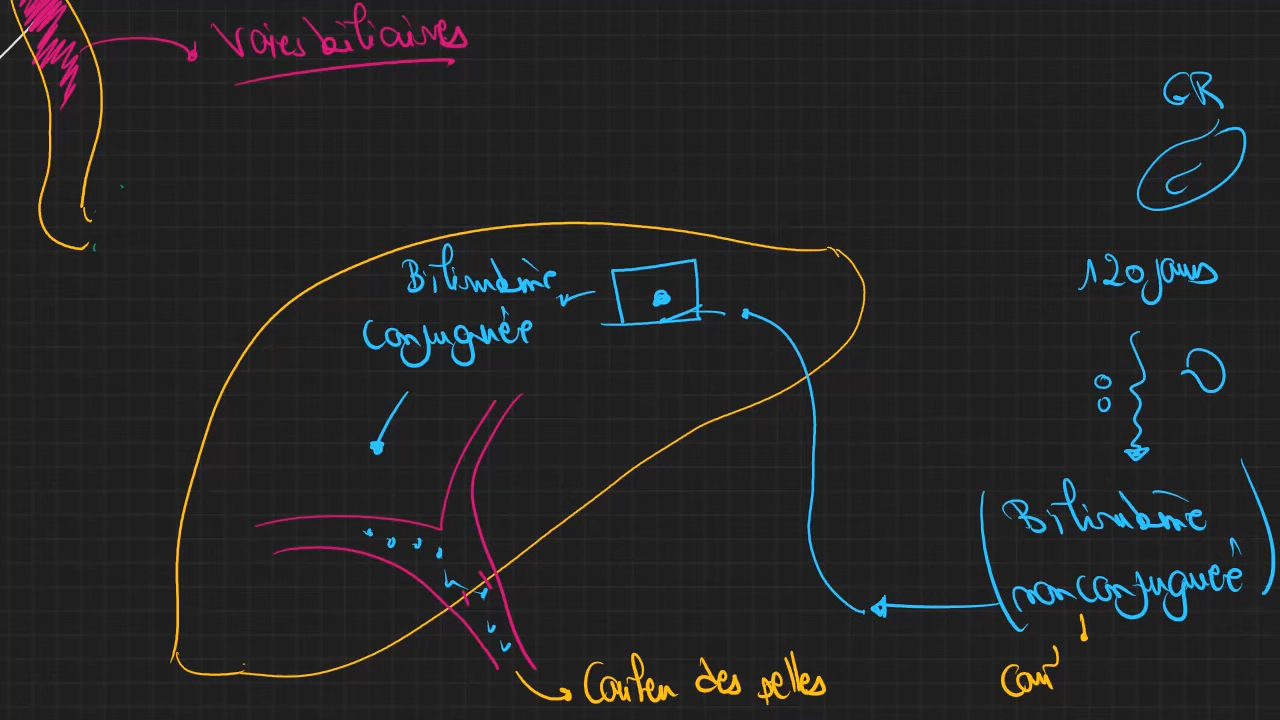 Voies biliaires
GR
120 jours
Bilirubine
conjuguée
Bilirubine
non conjuguée
Couleur des selles